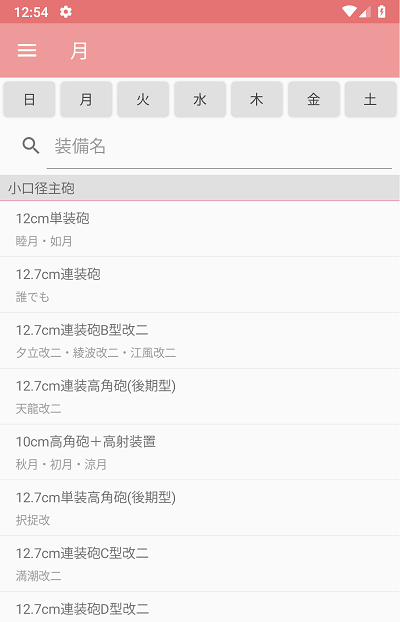 12:54
月
日 月 火 水 木 金 土
装備名
小口径主砲
12cm単装砲
睦月・如月
12.7cm連装砲
誰でも
12.7cm連装砲B型改二
夕立改二・綾波改二・江風改二
12.7cm連装高角砲(後期型)
天龍改二
10cm高角砲＋高射装置
秋月・初月・涼月
12.7cm単装高角砲(後期型)
択捉改
12.7cm連装砲C型改二
満潮改二
12.7cm連装砲D型改二